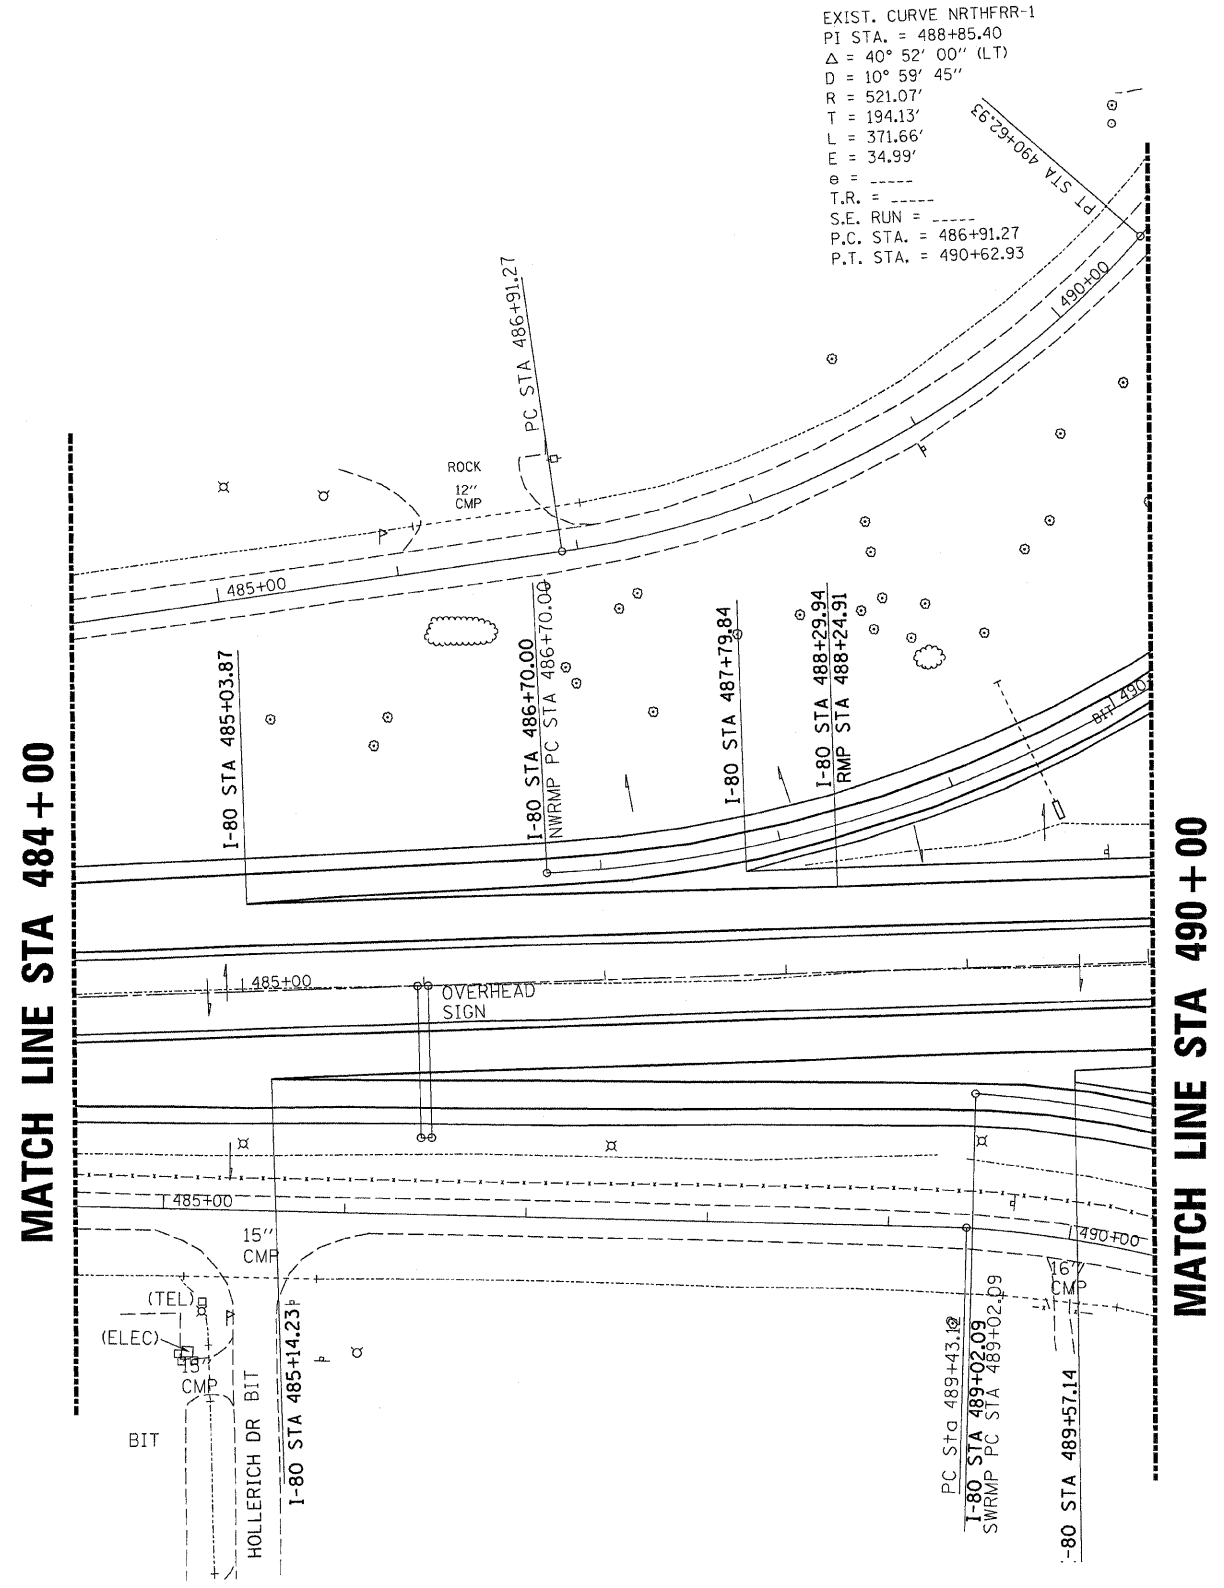 EXIST. CURVE NRTHFRR-1
PI STA. = 488+85.40
Δ = 40° 52' 00" (LT)
D = 10° 59' 45"
R = 521.07'
T = 194.13'
L = 371.66'
E = 34.99'
e = -----
T.R. = -----
S.E. RUN = -----
P.C. STA. = 486+91.27
P.T. STA. = 490+62.93
PT STA 490+62.93
PC STA 486+91.27
490+00
ROCK
12"
CMP
485+00
I-80 STA 485+03.87
I-80 STA 486+70.00
NWRMP PC STA 486+70.00
I-80 STA 487+79.84
I-80 STA 488+29.94
RMP STA 488+24.91
BIT
490
MATCH LINE STA 484+00
MATCH LINE STA 490+00
485+00
OVERHEAD
SIGN
485+00
490+00
15"
CMP
16"
CMP
(TEL)
(ELEC)
15"
CMP
BIT
HOLLERICH DR BIT
I-80 STA 485+14.23
PC Sta 489+43.12
I-80 STA 489+02.09
SWRMP PC STA 489+02.09
-80 STA 489+57.14